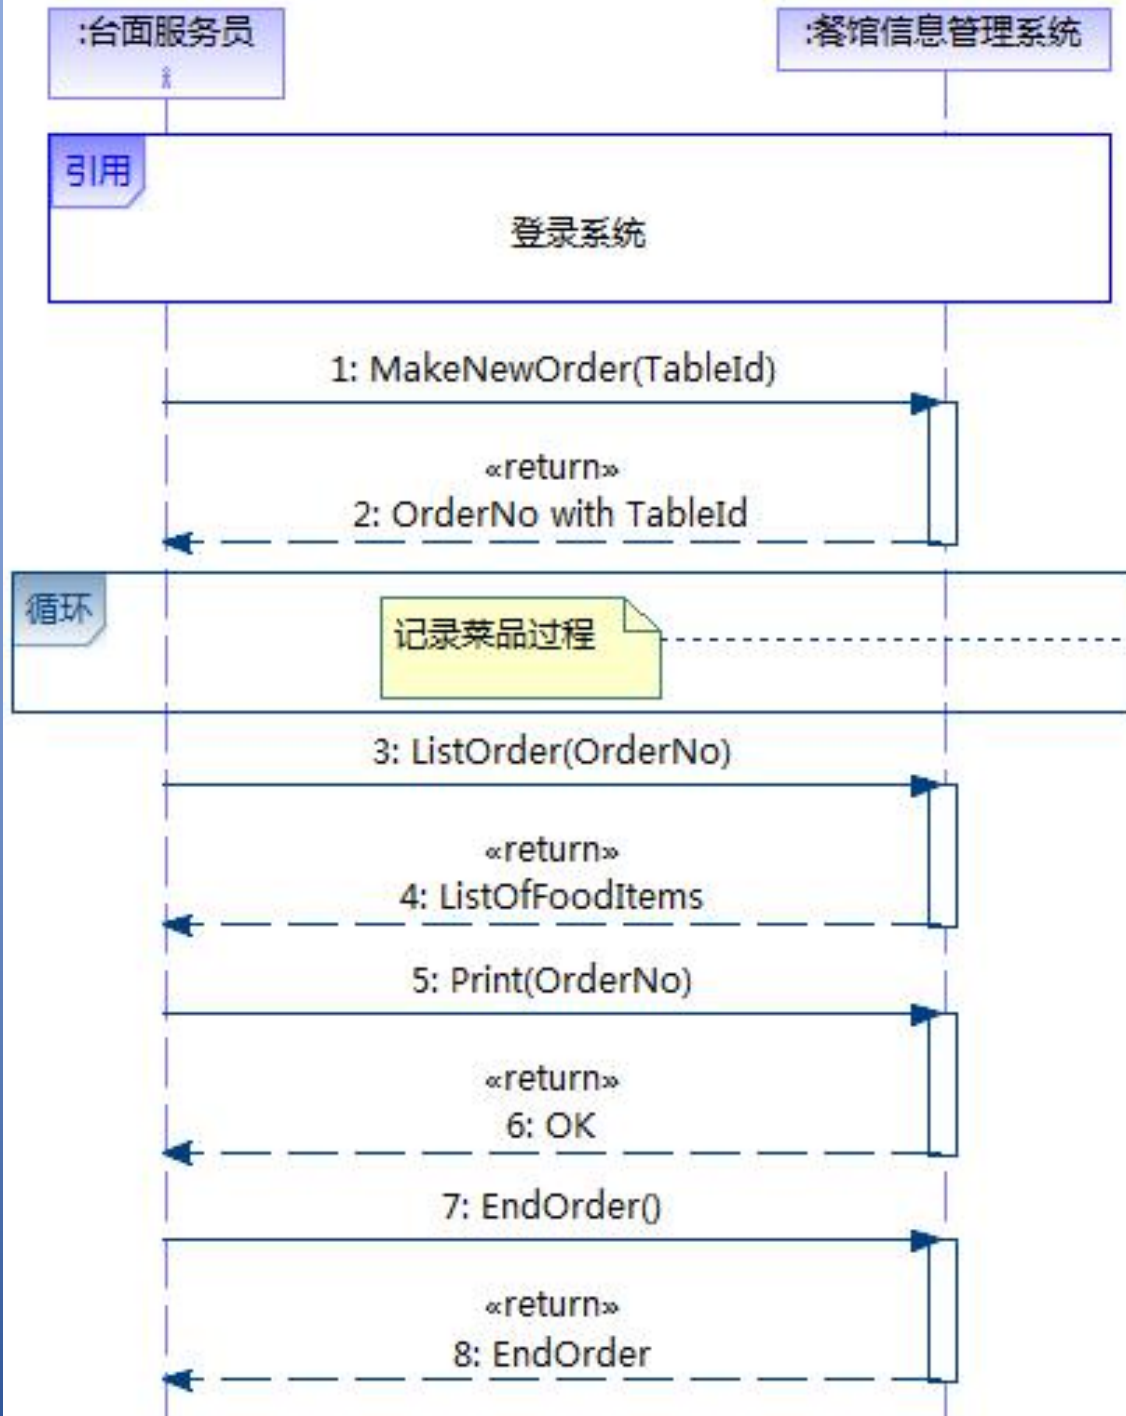 :台面服务员
:餐馆信息管理系统
引用
登录系统
1: MakeNewOrder(TableId)
«return»
2: OrderNo with TableId
循环
记录菜品过程
3: ListOrder(OrderNo)
«return»
4: ListOfFoodItems
5: Print(OrderNo)
«return»
6: OK
7: EndOrder()
«return»
8: EndOrder